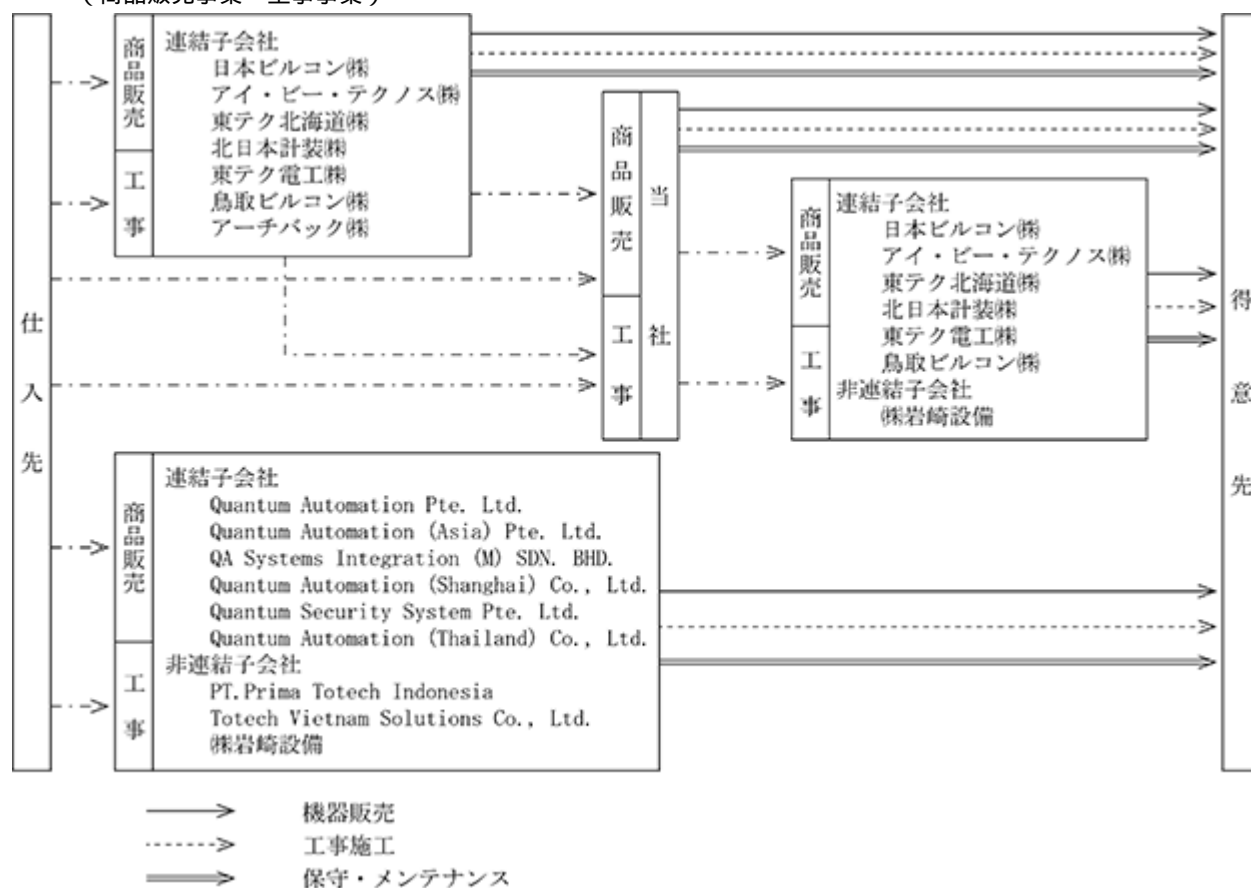 （商品販売事業・工事事業）
仕入先
商品販売
工事
連結子会社
日本ビルコン㈱
アイ・ビー・テクノス㈱
東テク北海道㈱
北日本計装㈱
東テク電工㈱
鳥取ビルコン㈱
アーチバック㈱
商品販売
工事
当社
商品販売
工事
連結子会社
日本ビルコン㈱
アイ・ビー・テクノス㈱
東テク北海道㈱
北日本計装㈱
東テク電工㈱
鳥取ビルコン㈱
非連結子会社
㈱岩崎設備
得意先
商品販売
工事
連結子会社
Quantum Automation Pte. Ltd.
Quantum Automation (Asia) Pte. Ltd.
QA Systems Integration (M) SDN. BHD.
Quantum Automation (Shanghai) Co., Ltd.
Quantum Security System Pte. Ltd.
Quantum Automation (Thailand) Co., Ltd.
非連結子会社
PT.Prima Totech Indonesia
Totech Vietnam Solutions Co., Ltd.
㈱岩崎設備
機器販売
工事施工
保守・メンテナンス